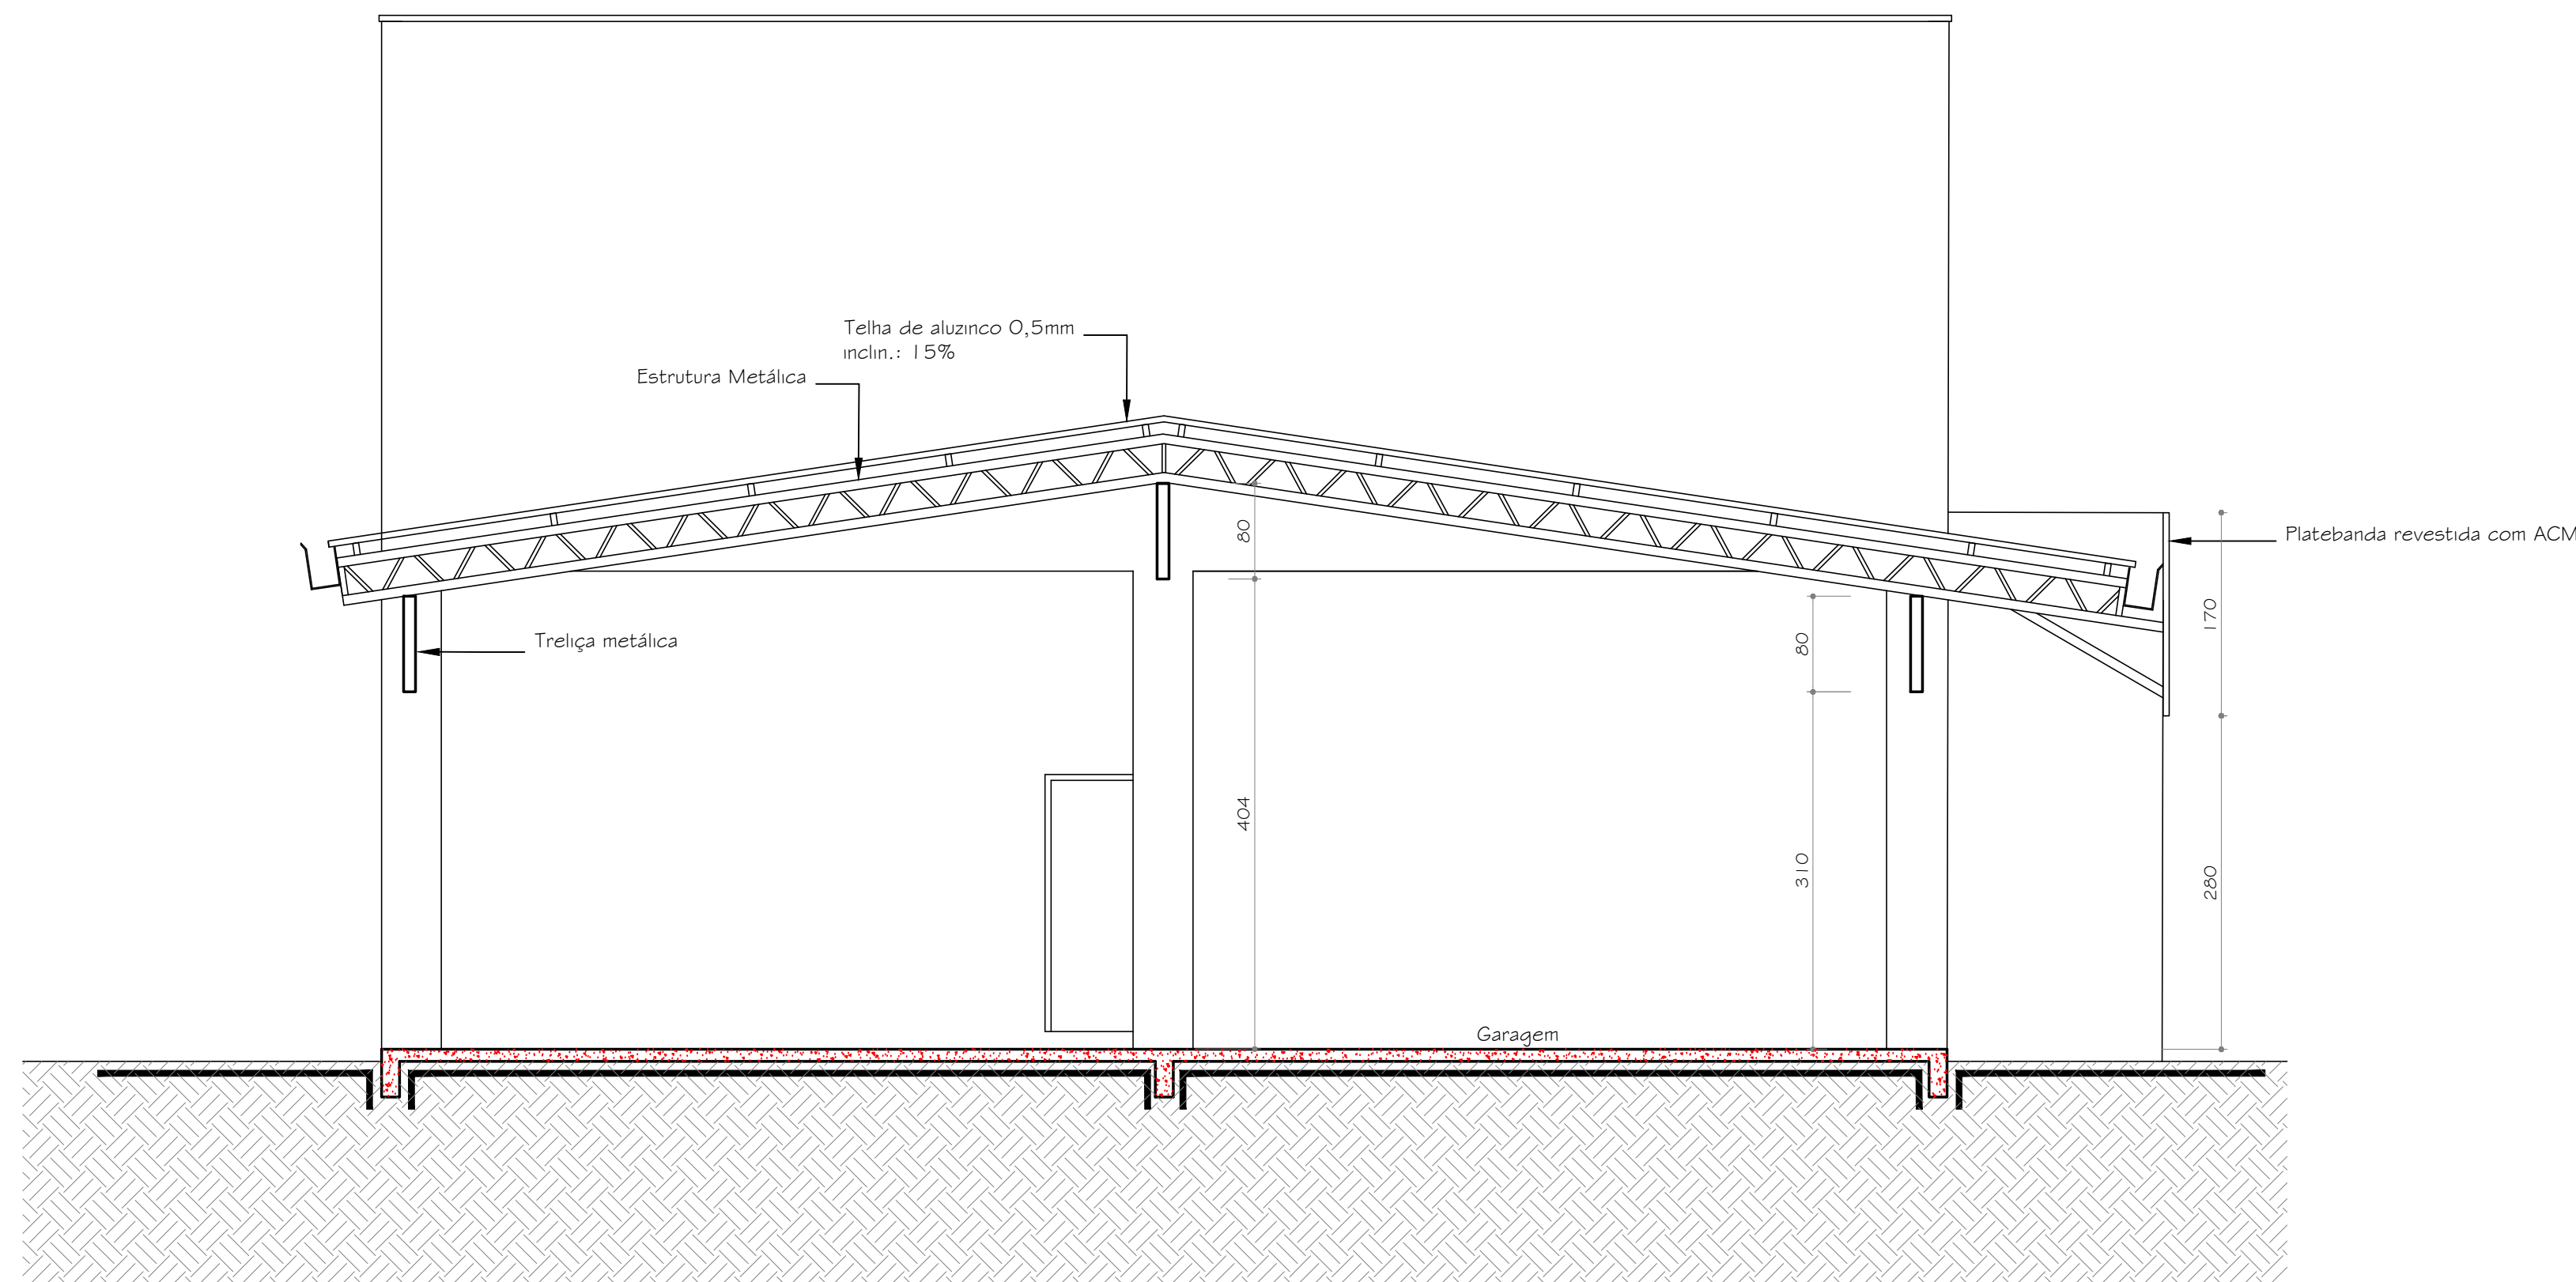 Telha de aluzinco 0,5mm
inclin.: 15%
Estrutura Metálica
Platebanda revestida com ACM
Treliça metálica
80
80
170
404
310
280
Garagem